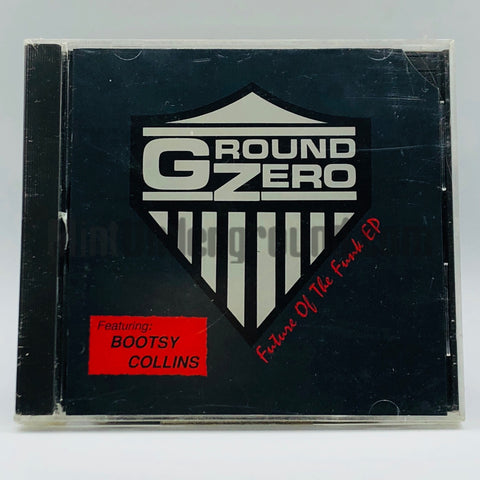 GROUND
ZERO
Future Of The Funk EP
Featuring:
BOOTSY
COLLINS